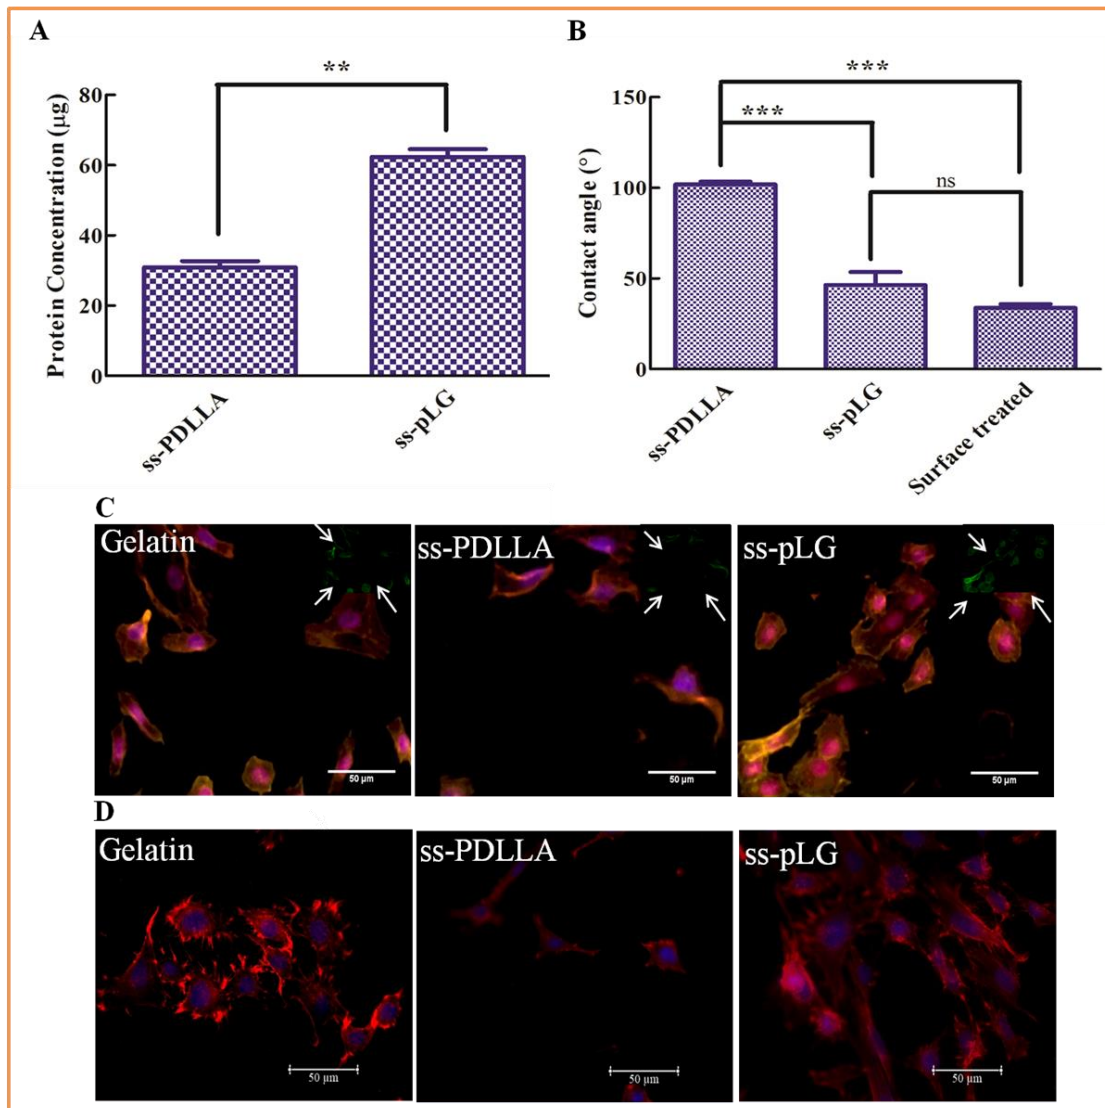 A
**
Protein Concentration (µg)
80
60
40
20
0
ss-PDLLA
ss-pLG
B
***
***
ns
Contact angle (°)
150
100
50
0
ss-PDLLA
ss-pLG
Surface treated
C
Gelatin
50 µm
ss-PDLLA
50 µm
ss-pLG
50 µm
D
Gelatin
50 µm
ss-PDLLA
50 µm
ss-pLG
50 µm